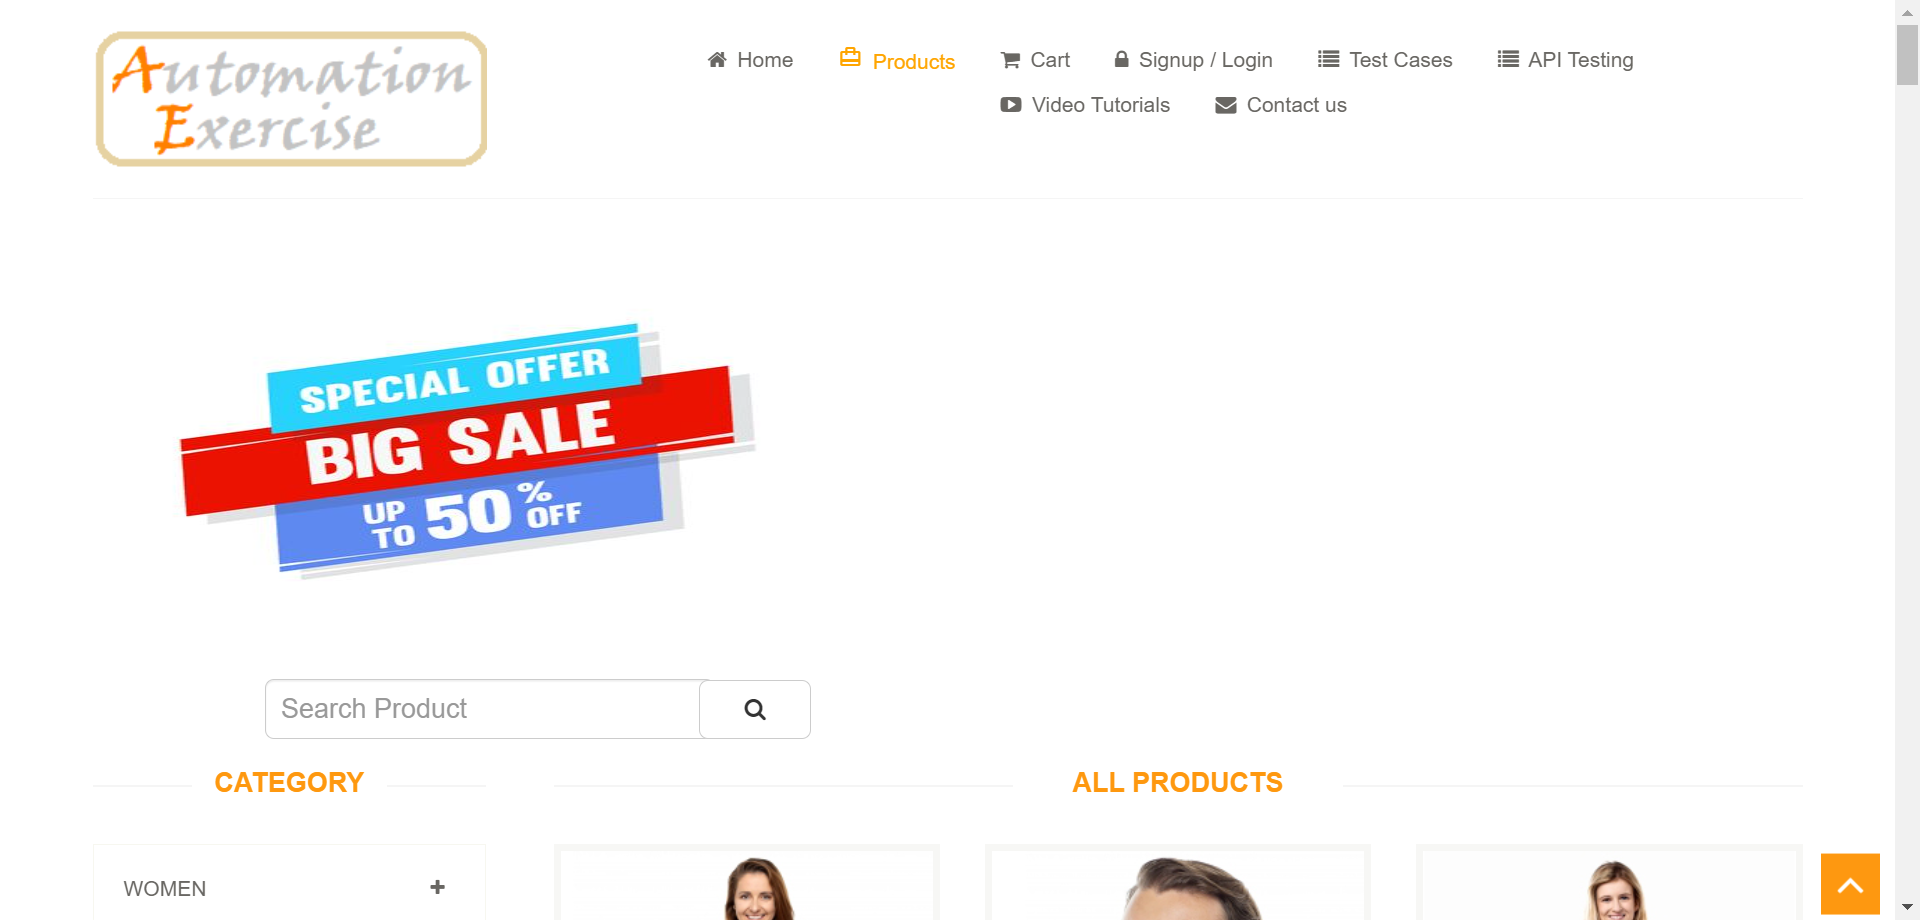 Automation
Exercise
Home
Products
Cart
Signup / Login
Test Cases
API Testing
Video Tutorials
Contact us
SPECIAL OFFER
BIG SALE
UP TO 50% OFF
Search Product
CATEGORY
ALL PRODUCTS
WOMEN